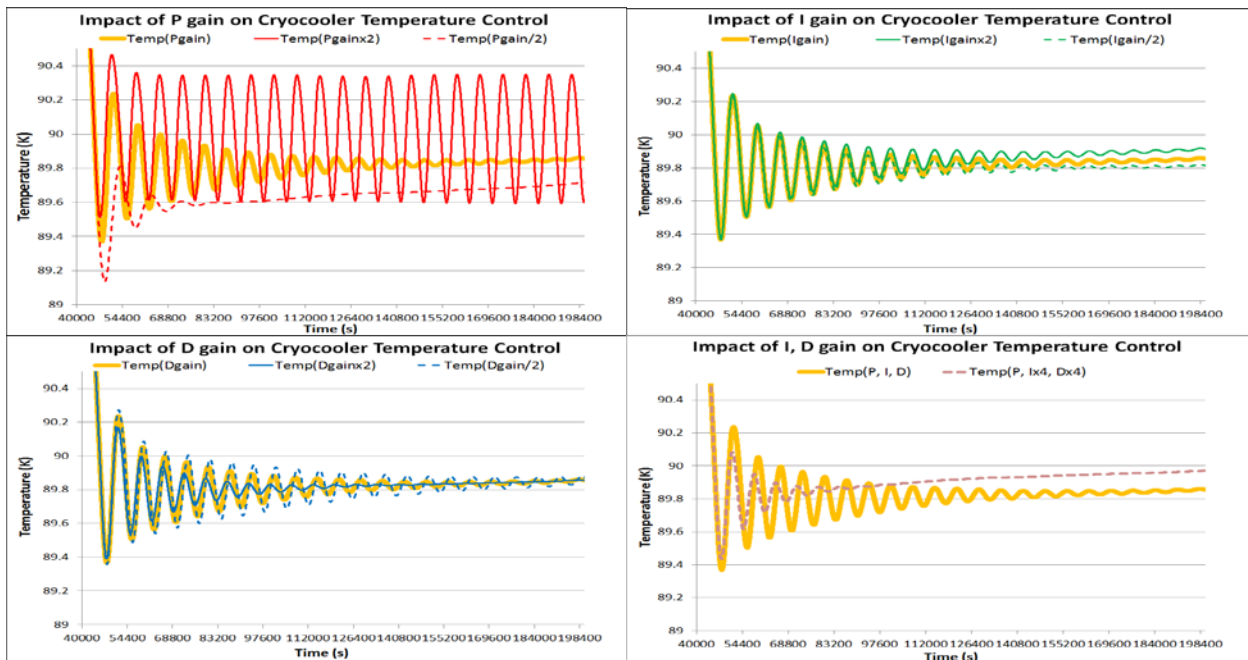 Impact of P gain on Cryocooler Temperature Control
Temp(Pgain) Temp(Pgainx2) Temp(Pgain/2)
90.4
90.2
90
89.8
89.6
89.4
89.2
89
Temperature (K)
40000 54400 68800 83200 97600 112000 126400 140800 155200 169600 184000 198400
Time (s)
Impact of I gain on Cryocooler Temperature Control
Temp(Igain) Temp(Igainx2) Temp(Igain/2)
90.4
90.2
90
89.8
89.6
89.4
89.2
89
Temperature (K)
40000 54400 68800 83200 97600 112000 126400 140800 155200 169600 184000 198400
Time (s)
Impact of D gain on Cryocooler Temperature Control
Temp(Dgain) Temp(Dgainx2) Temp(Dgain/2)
90.4
90.2
90
89.8
89.6
89.4
89.2
89
Temperature (K)
40000 54400 68800 83200 97600 112000 126400 140800 155200 169600 184000 198400
Time (s)
Impact of I, D gain on Cryocooler Temperature Control
Temp(P, I, D) Temp(P, Ix4, Dx4)
90.4
90.2
90
89.8
89.6
89.4
89.2
89
Temperature (K)
40000 54400 68800 83200 97600 112000 126400 140800 155200 169600 184000 198400
Time (s)